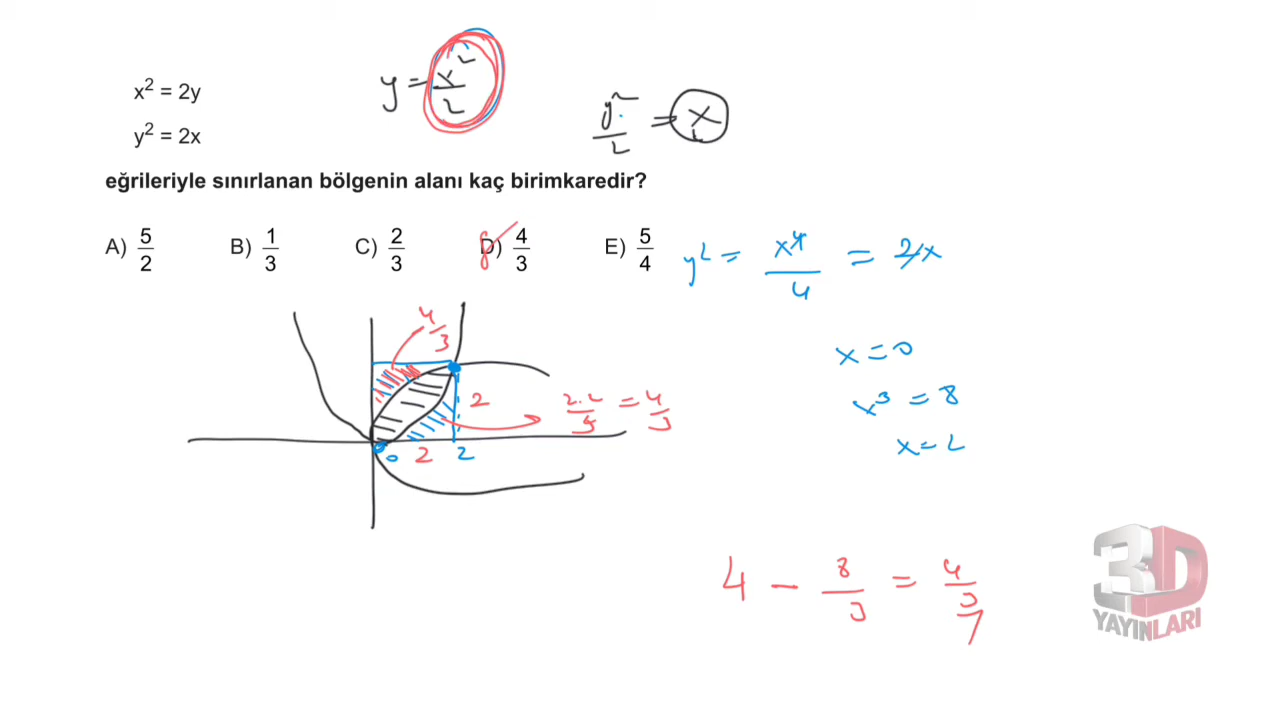 x² = 2y
y² = 2x
y = x²/2
y²/2 = x
eğrileriyle sınırlanan bölgenin alanı kaç birimkaredir?
A) 5/2 B) 1/3 C) 2/3 D) 4/3 E) 5/4
y² = x⁴/4 = 2x
x = 0
x³ = 8
x = 2
4/3
2
2·2/3 = 4/3
0 2 2
4 - 8/3 = 4/3
3D
YAYINLARI